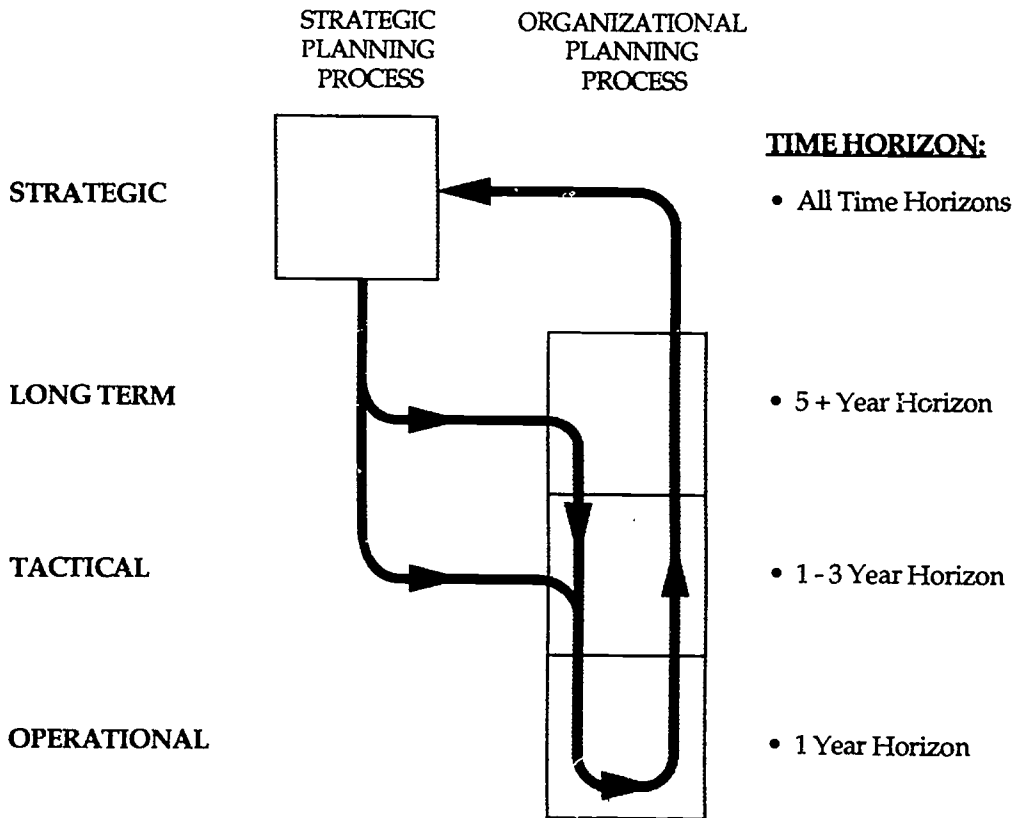 STRATEGIC
PLANNING
PROCESS
ORGANIZATIONAL
PLANNING
PROCESS
TIME HORIZON:
STRATEGIC
• All Time Horizons
LONG TERM
• 5 + Year Horizon
TACTICAL
• 1 - 3 Year Horizon
OPERATIONAL
• 1 Year Horizon